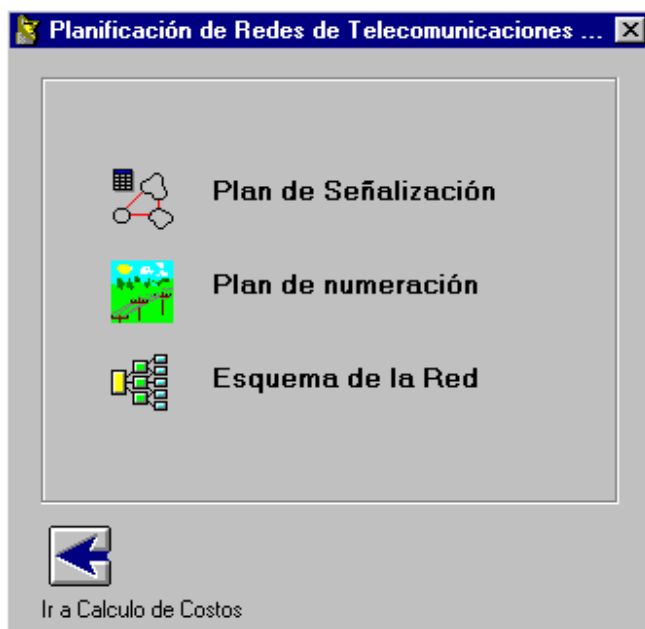 Planificación de Redes de Telecomunicaciones ...
Plan de Señalización
Plan de numeración
Esquema de la Red
Ir a Calculo de Costos